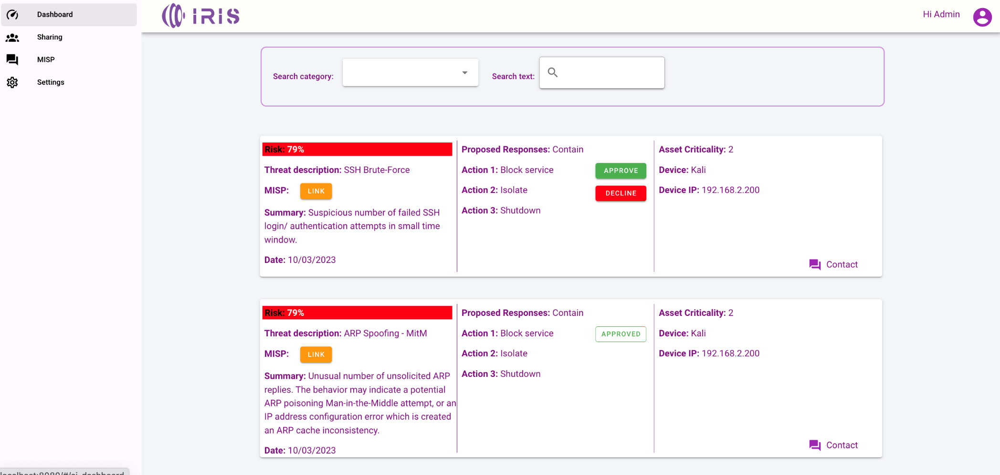 Dashboard
Sharing
MISP
Settings
IRIS
Hi Admin
Search category:
Search text:
Risk: 79%
Threat description: SSH Brute-Force
MISP: LINK
Summary: Suspicious number of failed SSH
login/ authentication attempts in small time
window.
Date: 10/03/2023
Proposed Responses: Contain
Action 1: Block service
APPROVE
Action 2: Isolate
DECLINE
Action 3: Shutdown
Asset Criticality: 2
Device: Kali
Device IP: 192.168.2.200
Contact
Risk: 79%
Threat description: ARP Spoofing - MitM
MISP: LINK
Summary: Unusual number of unsolicited ARP
replies. The behavior may indicate a potential
ARP poisoning Man-in-the-Middle attempt, or an
IP address configuration error which is created
an ARP cache inconsistency.
Date: 10/03/2023
Proposed Responses: Contain
Action 1: Block service
APPROVED
Action 2: Isolate
Action 3: Shutdown
Asset Criticality: 2
Device: Kali
Device IP: 192.168.2.200
Contact